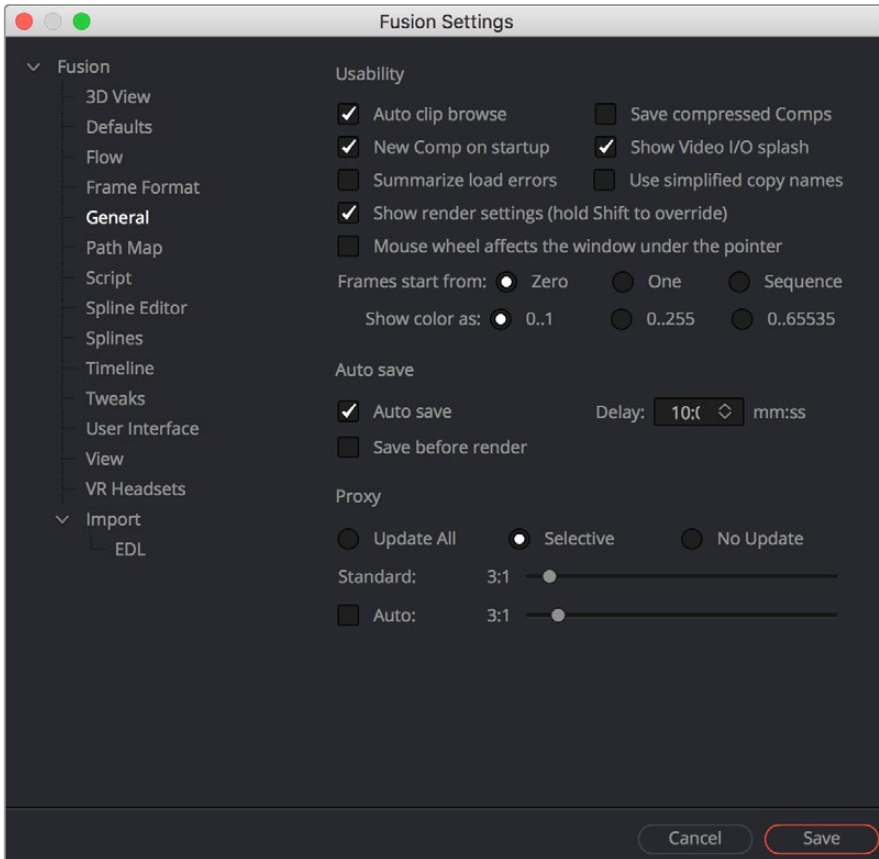 Fusion Settings
Fusion
3D View
Defaults
Flow
Frame Format
General
Path Map
Script
Spline Editor
Splines
Timeline
Tweaks
User Interface
View
VR Headsets
Import
EDL
Usability
Auto clip browse Save compressed Comps
New Comp on startup Show Video I/O splash
Summarize load errors Use simplified copy names
Show render settings (hold Shift to override)
Mouse wheel affects the window under the pointer
Frames start from: Zero One Sequence
Show color as: 0..1 0..255 0..65535
Auto save
Auto save Delay: 10:( mm:ss
Save before render
Proxy
Update All Selective No Update
Standard: 3:1
Auto: 3:1
Cancel Save